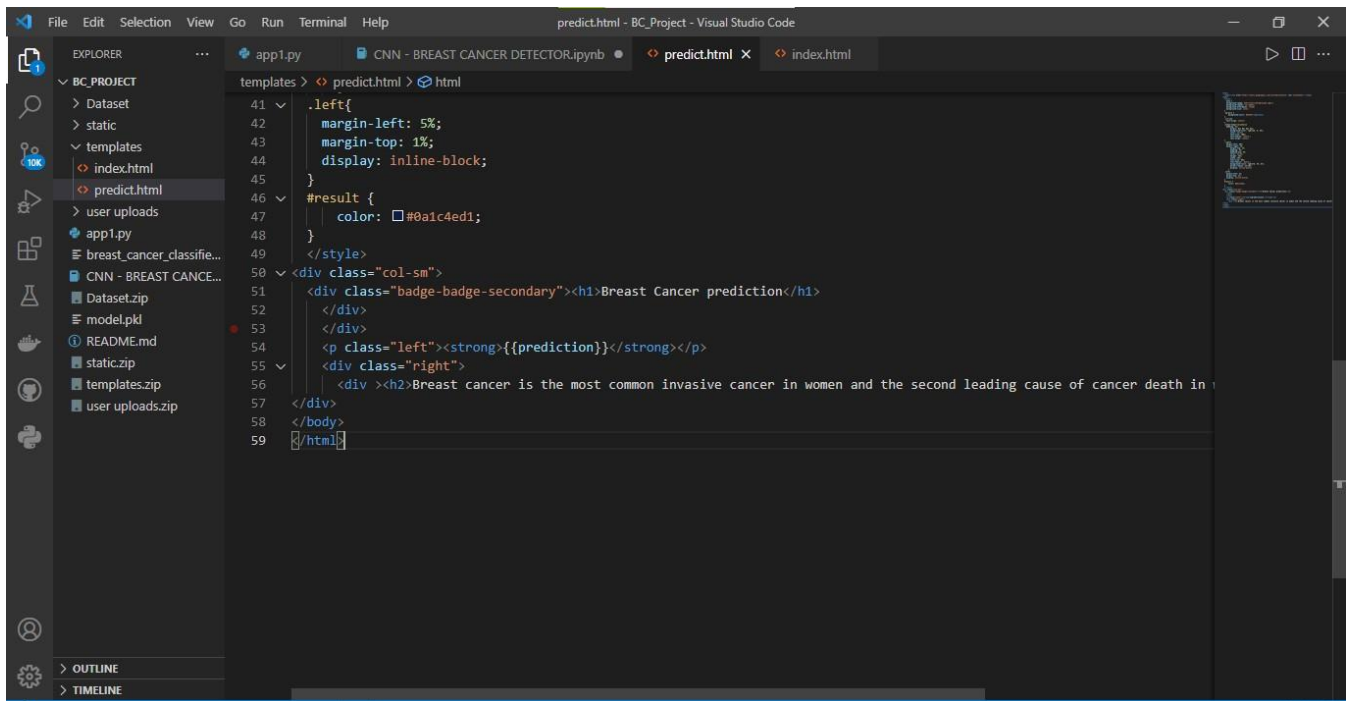 File Edit Selection View Go Run Terminal Help
predict.html - BC_Project - Visual Studio Code
EXPLORER
app1.py
CNN - BREAST CANCER DETECTOR.ipynb
predict.html
index.html
1
BC_PROJECT
templates > predict.html > html
> Dataset
> static
templates
index.html
predict.html
> user uploads
app1.py
breast_cancer_classifie...
CNN - BREAST CANCE...
Dataset.zip
model.pkl
README.md
static.zip
templates.zip
user uploads.zip
10K
> OUTLINE
> TIMELINE
41 .left{
42 margin-left: 5%;
43 margin-top: 1%;
44 display: inline-block;
45 }
46 #result {
47 color: #0a1c4ed1;
48 }
49 </style>
50 <div class="col-sm">
51 <div class="badge-badge-secondary"><h1>Breast Cancer prediction</h1>
52 </div>
53 </div>
54 <p class="left"><strong>{{prediction}}</strong></p>
55 <div class="right">
56 <div ><h2>Breast cancer is the most common invasive cancer in women and the second leading cause of cancer death in
57 </div>
58 </body>
59 </html>